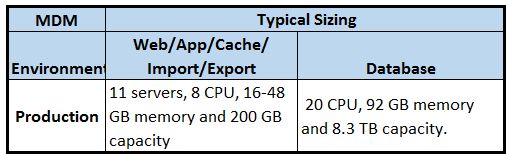 MDM Typical Sizing
Environment Web/App/Cache/
Import/Export Database
Production 11 servers, 8 CPU, 16-48
GB memory and 200 GB
capacity 20 CPU, 92 GB memory
and 8.3 TB capacity.